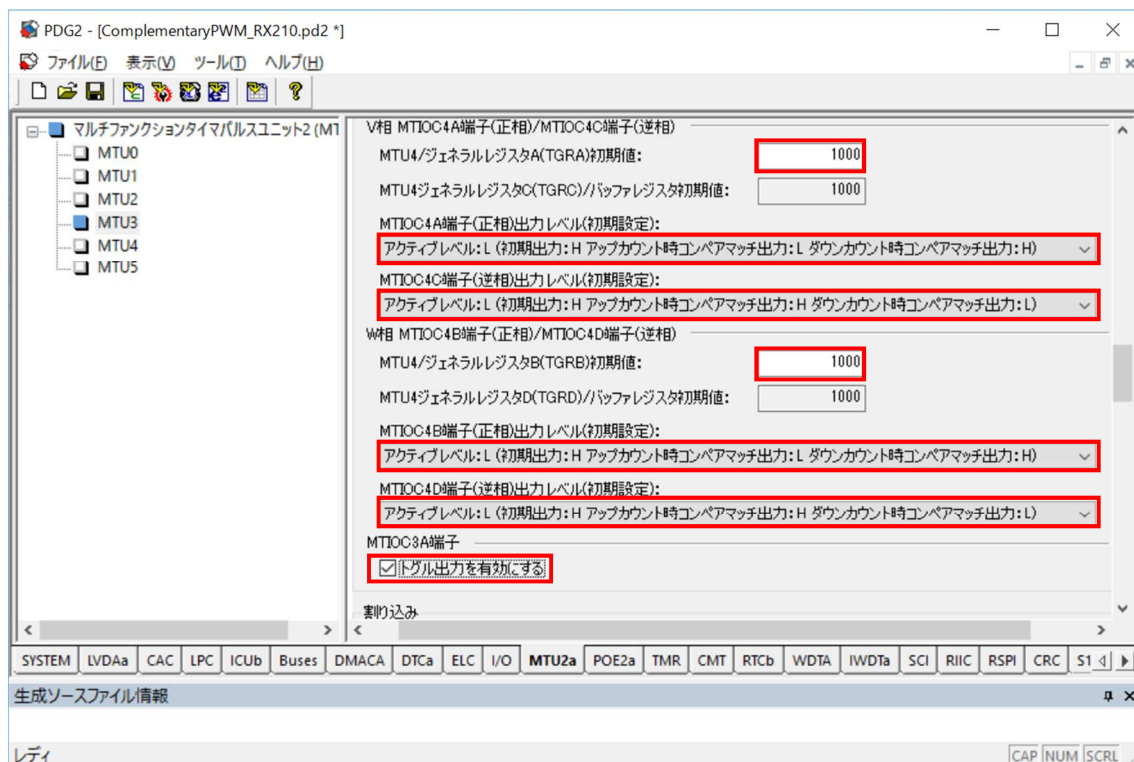 PDG2 - [ComplementaryPWM_RX210.pd2 *]
ファイル(F) 表示(V) ツール(T) ヘルプ(H)
マルチファンクションタイマパルスユニット2 (MT
MTU0
MTU1
MTU2
MTU3
MTU4
MTU5
V相 MTIOC4A端子(正相)/MTIOC4C端子(逆相)
MTU4/ジェネラルレジスタA(TGRA)初期値: 1000
MTU4ジェネラルレジスタC(TGRC)/バッファレジスタ初期値: 1000
MTIOC4A端子(正相)出力レベル(初期設定):
アクティブレベル:L (初期出力:H アップカウント時コンペアマッチ出力:L ダウンカウント時コンペアマッチ出力:H)
MTIOC4C端子(逆相)出力レベル(初期設定):
アクティブレベル:L (初期出力:H アップカウント時コンペアマッチ出力:H ダウンカウント時コンペアマッチ出力:L)
W相 MTIOC4B端子(正相)/MTIOC4D端子(逆相)
MTU4/ジェネラルレジスタB(TGRB)初期値: 1000
MTU4ジェネラルレジスタD(TGRD)/バッファレジスタ初期値: 1000
MTIOC4B端子(正相)出力レベル(初期設定):
アクティブレベル:L (初期出力:H アップカウント時コンペアマッチ出力:L ダウンカウント時コンペアマッチ出力:H)
MTIOC4D端子(逆相)出力レベル(初期設定):
アクティブレベル:L (初期出力:H アップカウント時コンペアマッチ出力:H ダウンカウント時コンペアマッチ出力:L)
MTIOC3A端子
トグル出力を有効にする
割り込み
SYSTEM LVDAa CAC LPC ICUb Buses DMACA DTCa ELC I/O MTU2a POE2a TMR CMT RTCb WDTA IWDTa SCI RIIC RSPI CRC S1
生成ソースファイル情報
レディ CAP NUM SCRL